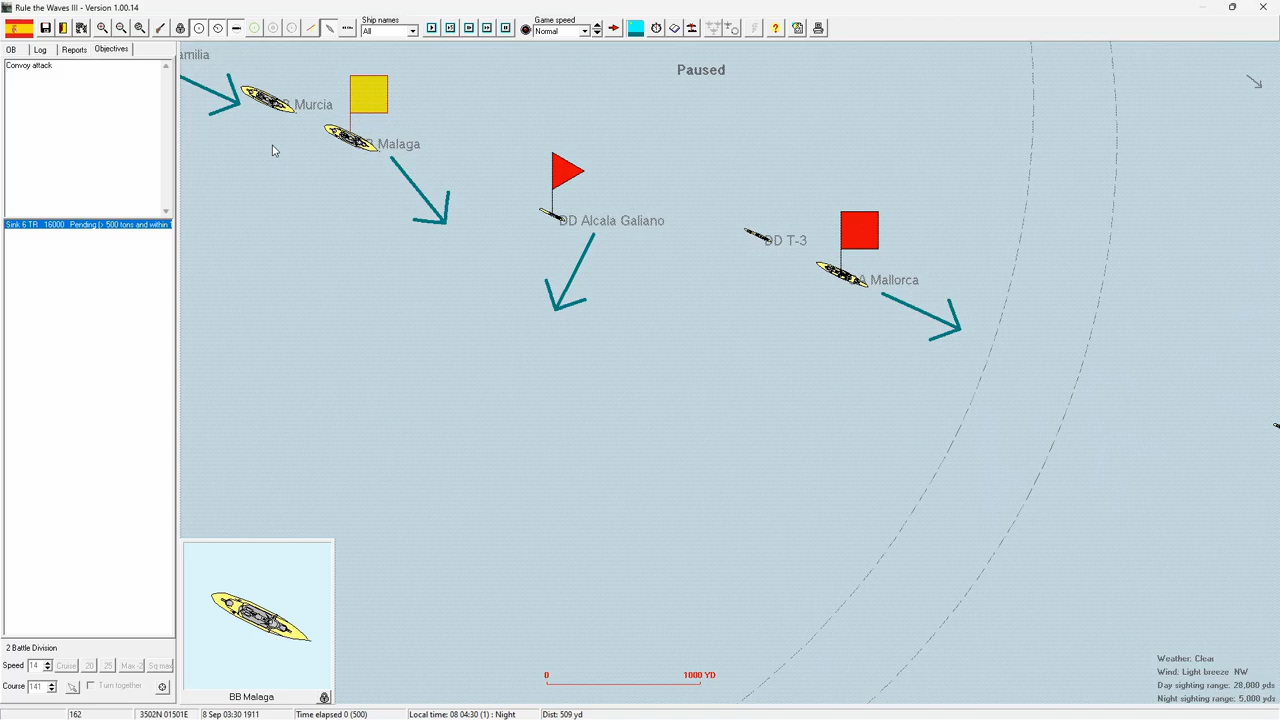 Rule the Waves III - Version 1.00.14
Ship names
All
Game speed
Normal
OB Log Reports Objectives
Convoy attack
Sink 6 TR 16000 Pending (> 500 tons and within
amilia
Murcia
Malaga
Paused
DD Alcala Galiano
DD T-3
A Mallorca
BB Malaga
0 1000 YD
Weather: Clear
Wind: Light breeze NW
Day sighting range: 28,000 yds
Night sighting range: 5,000 yds
2 Battle Division
Speed 14 Cruise 20 25 Max -2 Sq max
Course 141 Turn together
162 3502N 01501E 8 Sep 03:30 1911 Time elapsed 0 (500) Local time: 08 04:30 (1) : Night Dist: 509 yd